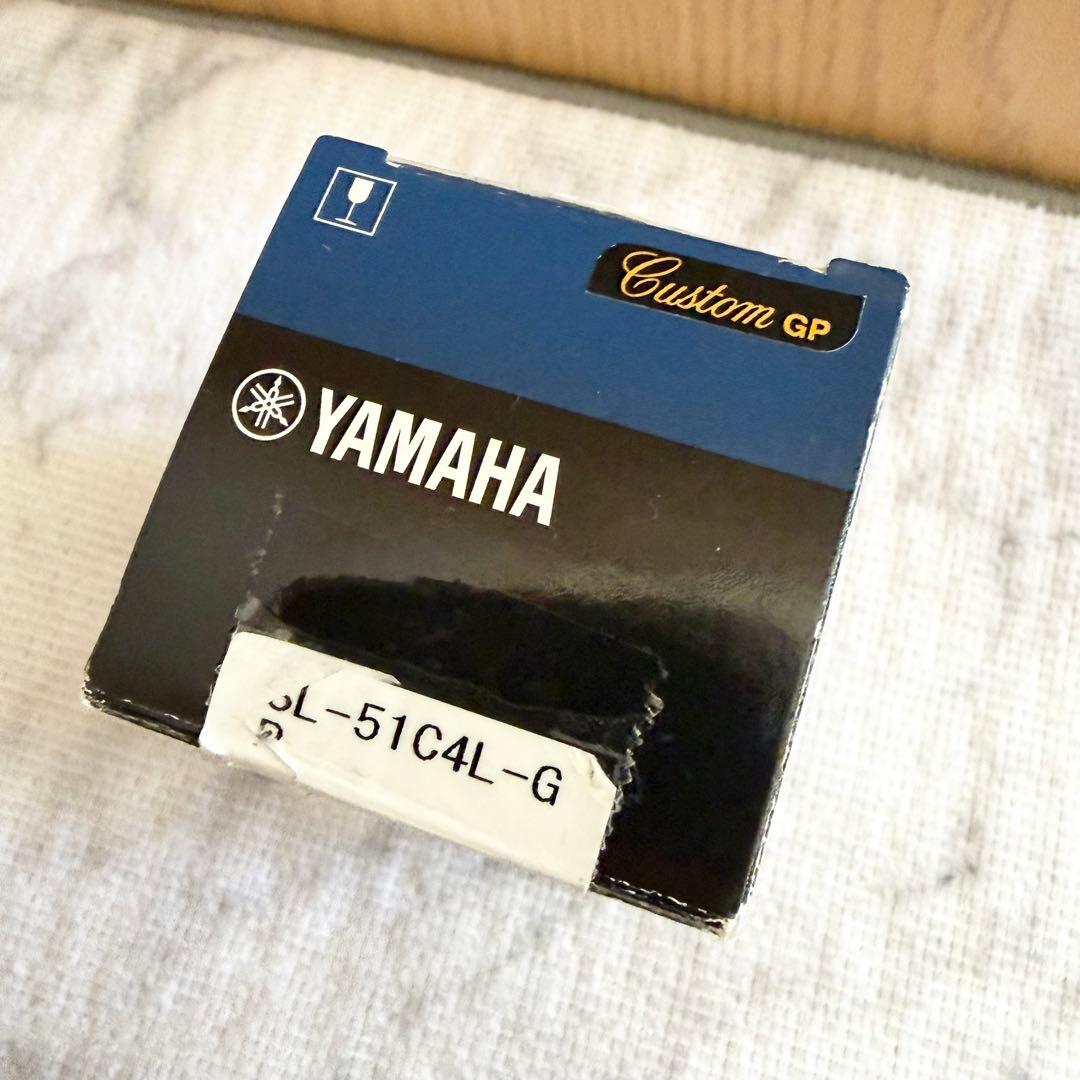 Custom GP
YAMAHA
SL-51C4L-G
P